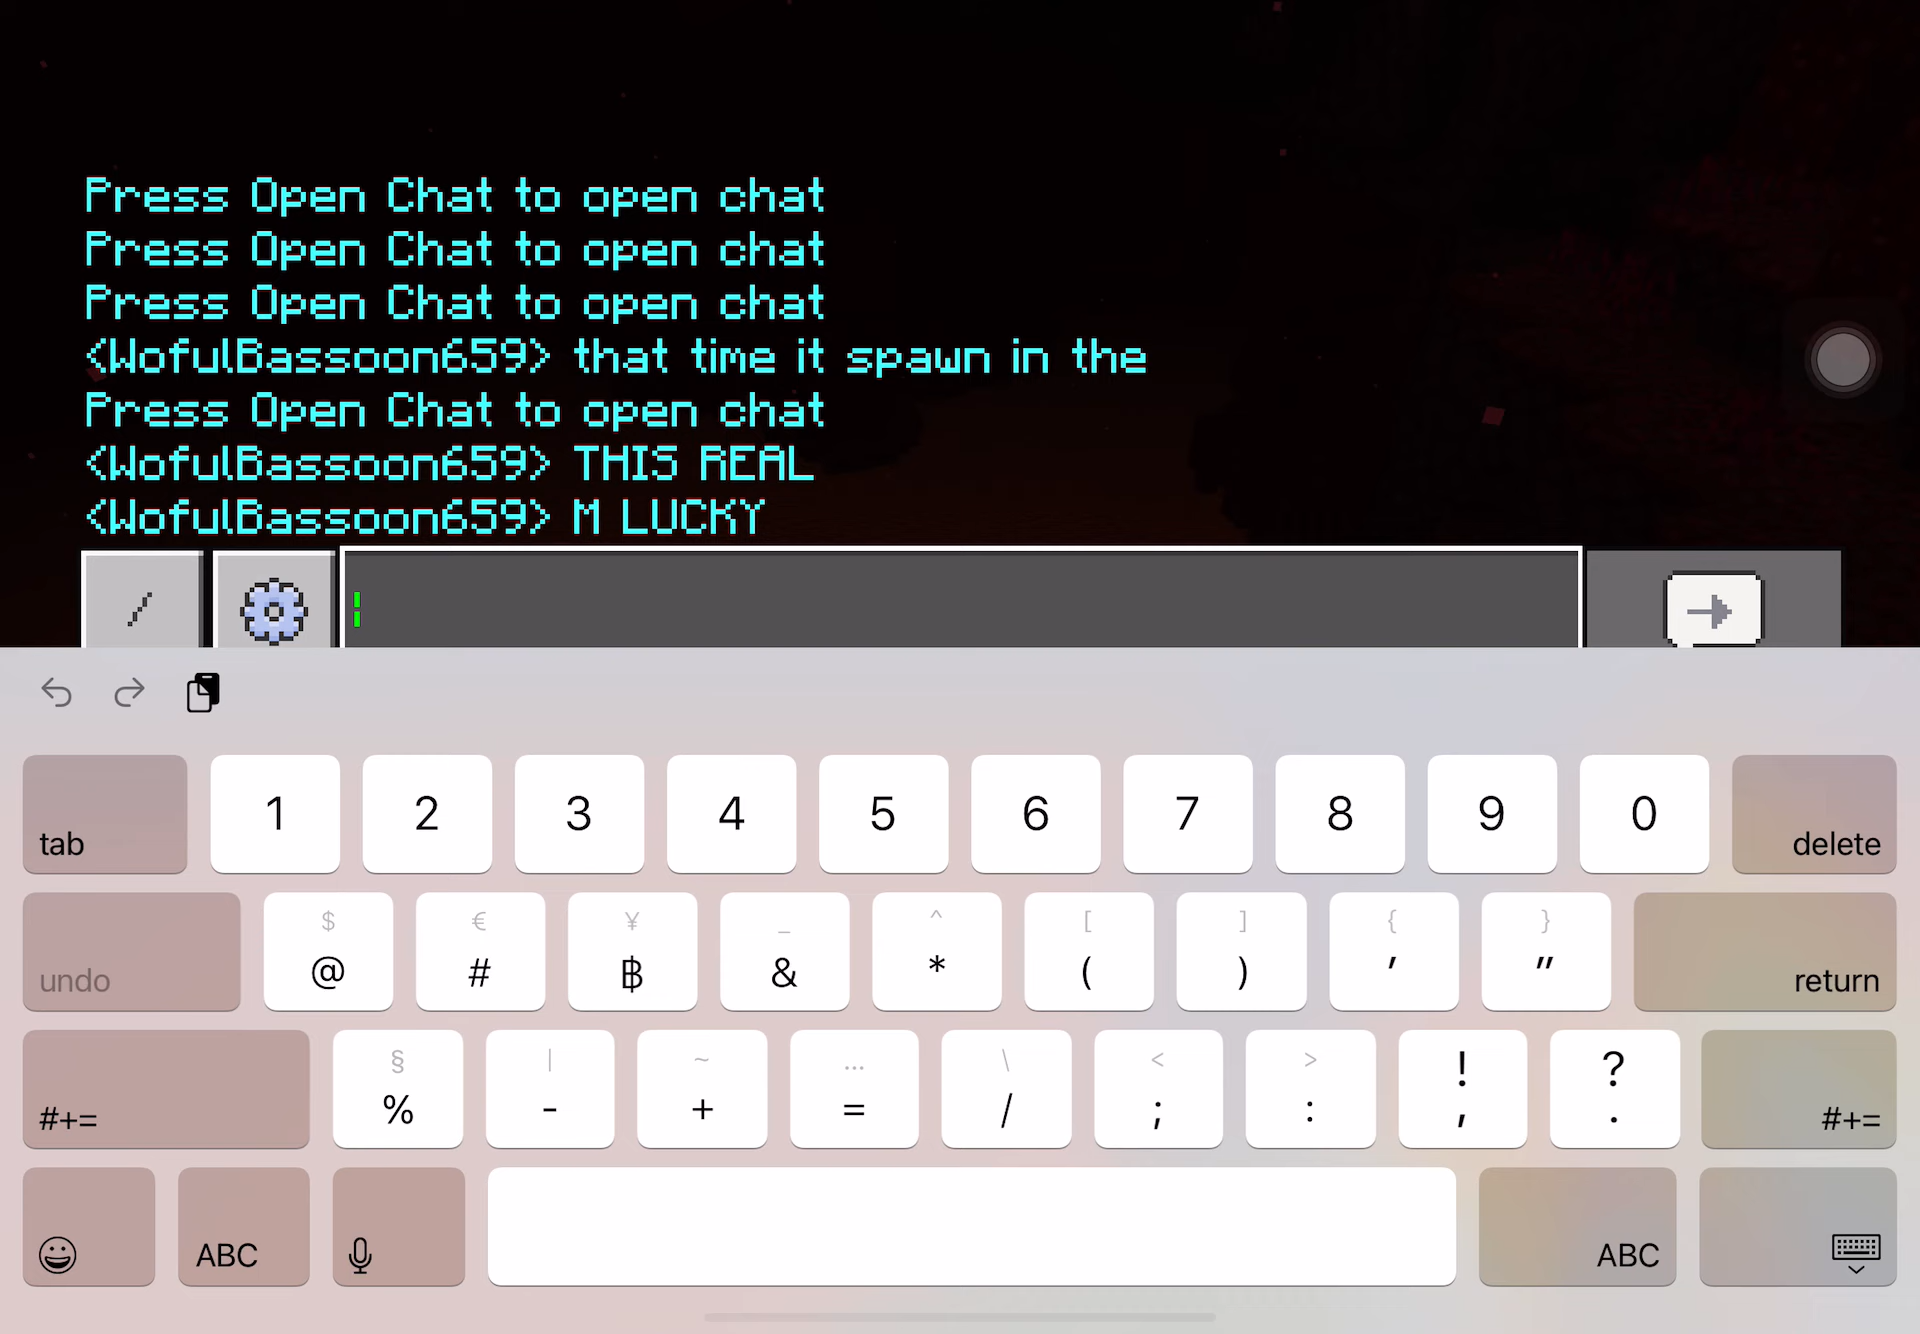 Press Open Chat to open chat
Press Open Chat to open chat
Press Open Chat to open chat
<WofulBassoon659> that time it spawn in the
Press Open Chat to open chat
<WofulBassoon659> THIS REAL
<WofulBassoon659> M LUCKY
/
tab 1 2 3 4 5 6 7 8 9 0 delete
$ € ¥ _ ^ [ ] { }
undo @ # ฿ & * ( ) ' " return
§ | ~ … \ < > ! ?
#+= % - + = / ; : , . #+=
ABC ABC